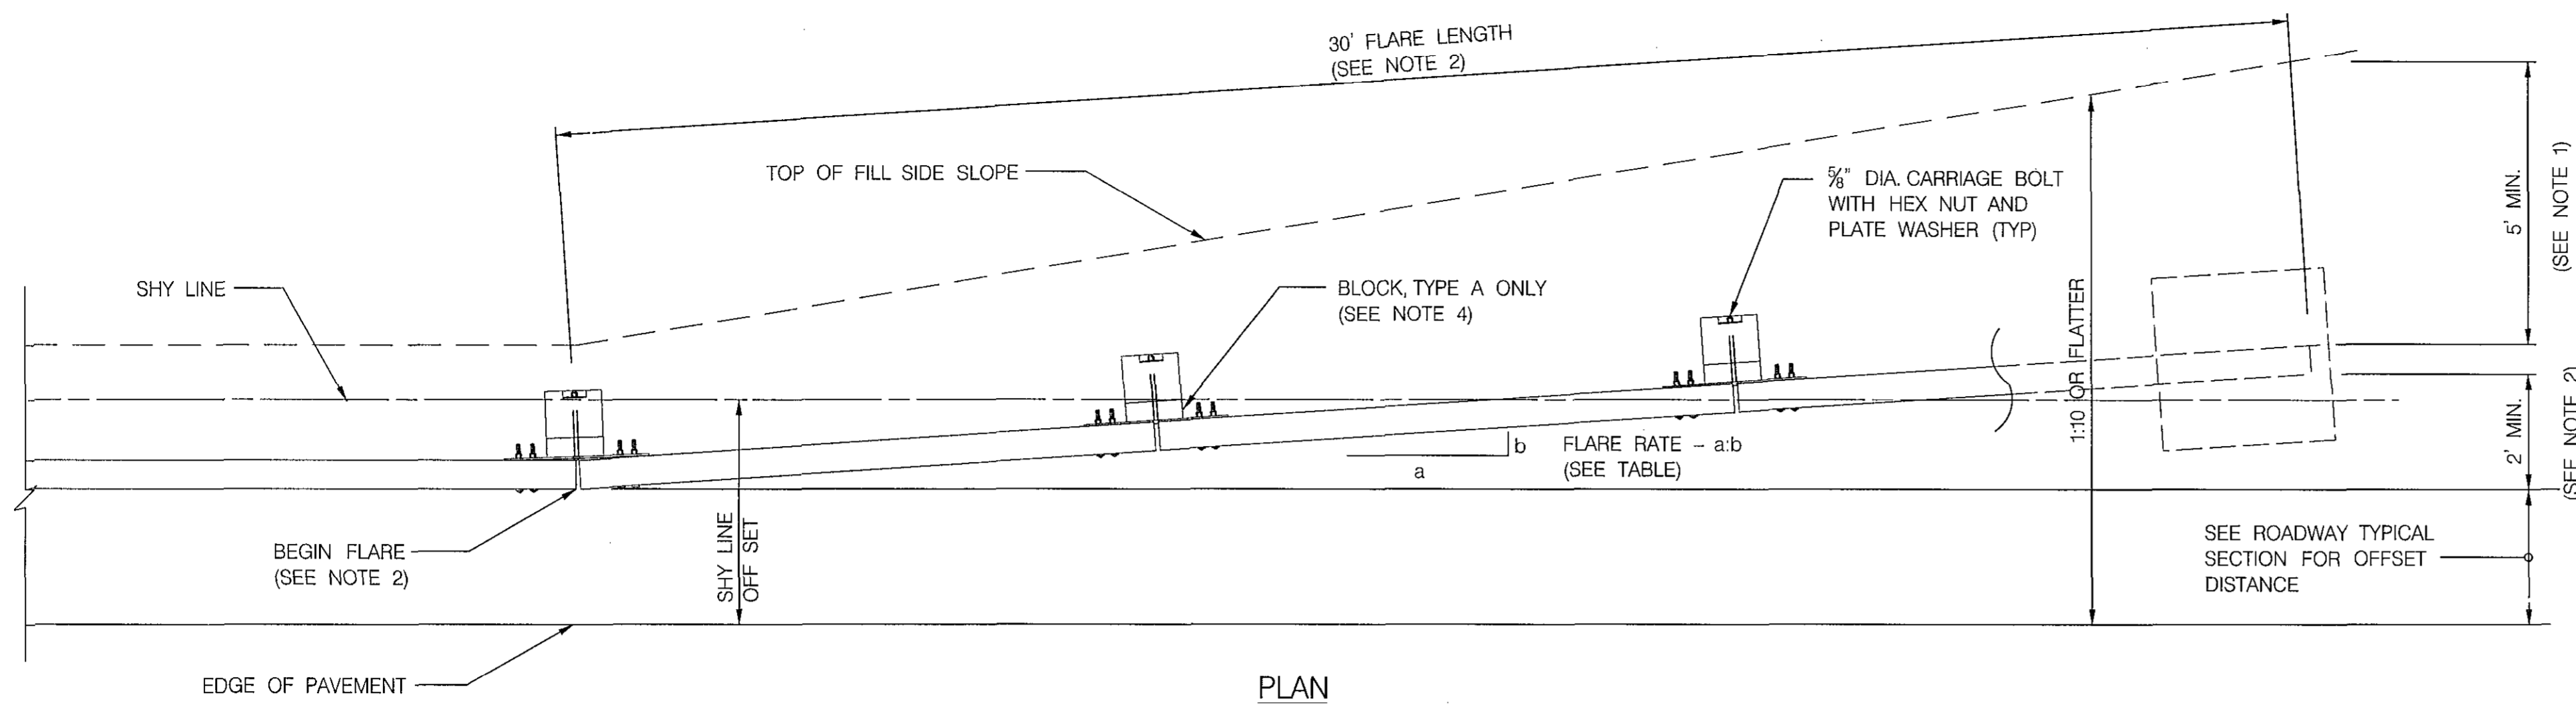 30' FLARE LENGTH
(SEE NOTE 2)
TOP OF FILL SIDE SLOPE
5/8" DIA. CARRIAGE BOLT
WITH HEX NUT AND
PLATE WASHER (TYP)
5' MIN.
(SEE NOTE 1)
SHY LINE
BLOCK, TYPE A ONLY
(SEE NOTE 4)
1:10 OR FLATTER
b
a
FLARE RATE - a:b
(SEE TABLE)
2' MIN.
(SEE NOTE 2)
BEGIN FLARE
(SEE NOTE 2)
SHY LINE
OFF SET
SEE ROADWAY TYPICAL
SECTION FOR OFFSET
DISTANCE
EDGE OF PAVEMENT
PLAN